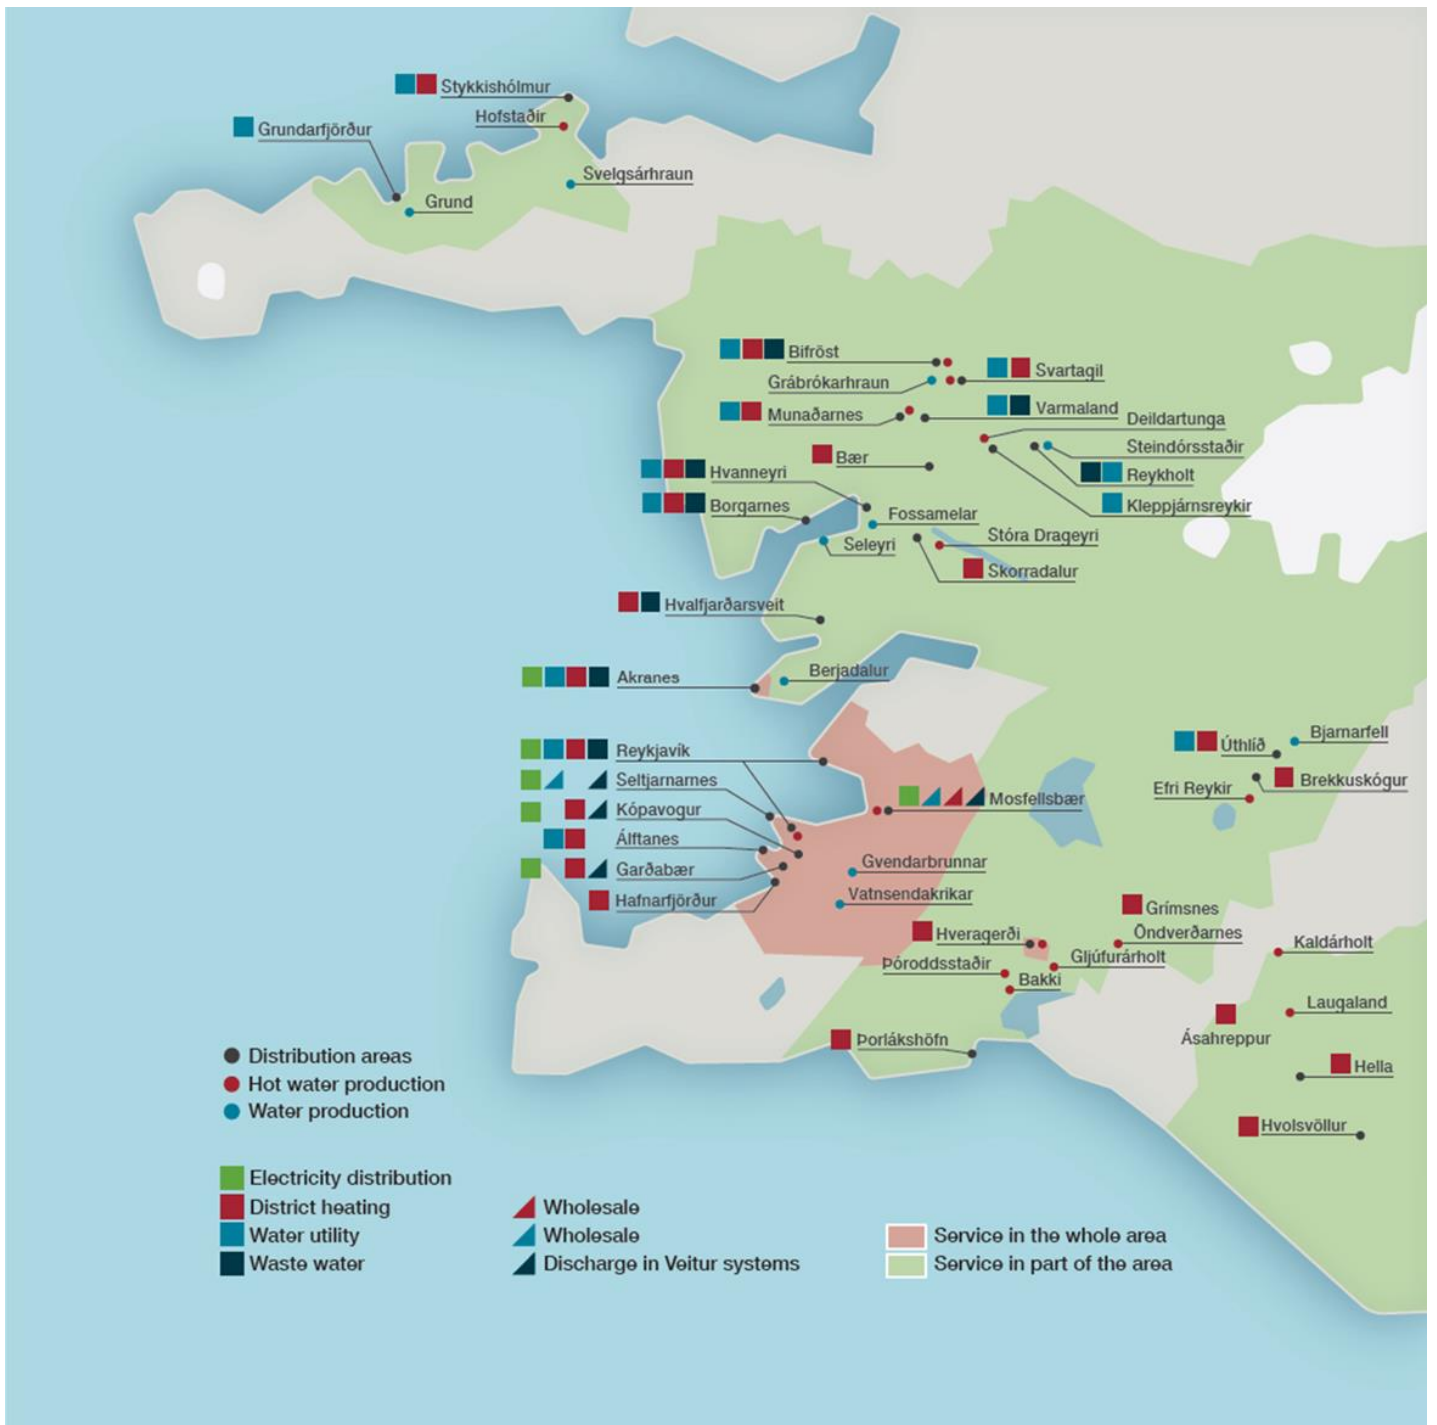 Stykkishólmur
Hofstaðir
Grundarfjörður
Svelgsárhraun
Grund
Bifröst
Svartagil
Grábrókarhraun
Varmaland
Munaðarnes
Deildartunga
Steindórsstaðir
Bær
Hvanneyri
Reykholt
Borgarnes
Kleppjárnsreykir
Fossamelar
Stóra Drageyri
Seleyri
Skorradalur
Hvalfjarðarsveit
Berjadalur
Akranes
Bjarnarfell
Úthlíð
Reykjavík
Seltjarnarnes
Brekkuskógur
Efri Reykir
Mosfellsbær
Kópavogur
Álftanes
Gvendarbrunnar
Garðabær
Vatnsendakrikar
Hafnarfjörður
Grímsnes
Hveragerði
Öndverðarnes
Kaldárholt
Gljúfurárholt
Þóroddsstaðir
Bakki
Laugaland
Ásahreppur
Þorlákshöfn
Hella
Hvolsvöllur
Distribution areas
Hot water production
Water production
Electricity distribution
District heating
Wholesale
Water utility
Wholesale
Service in the whole area
Waste water
Discharge in Veitur systems
Service in part of the area